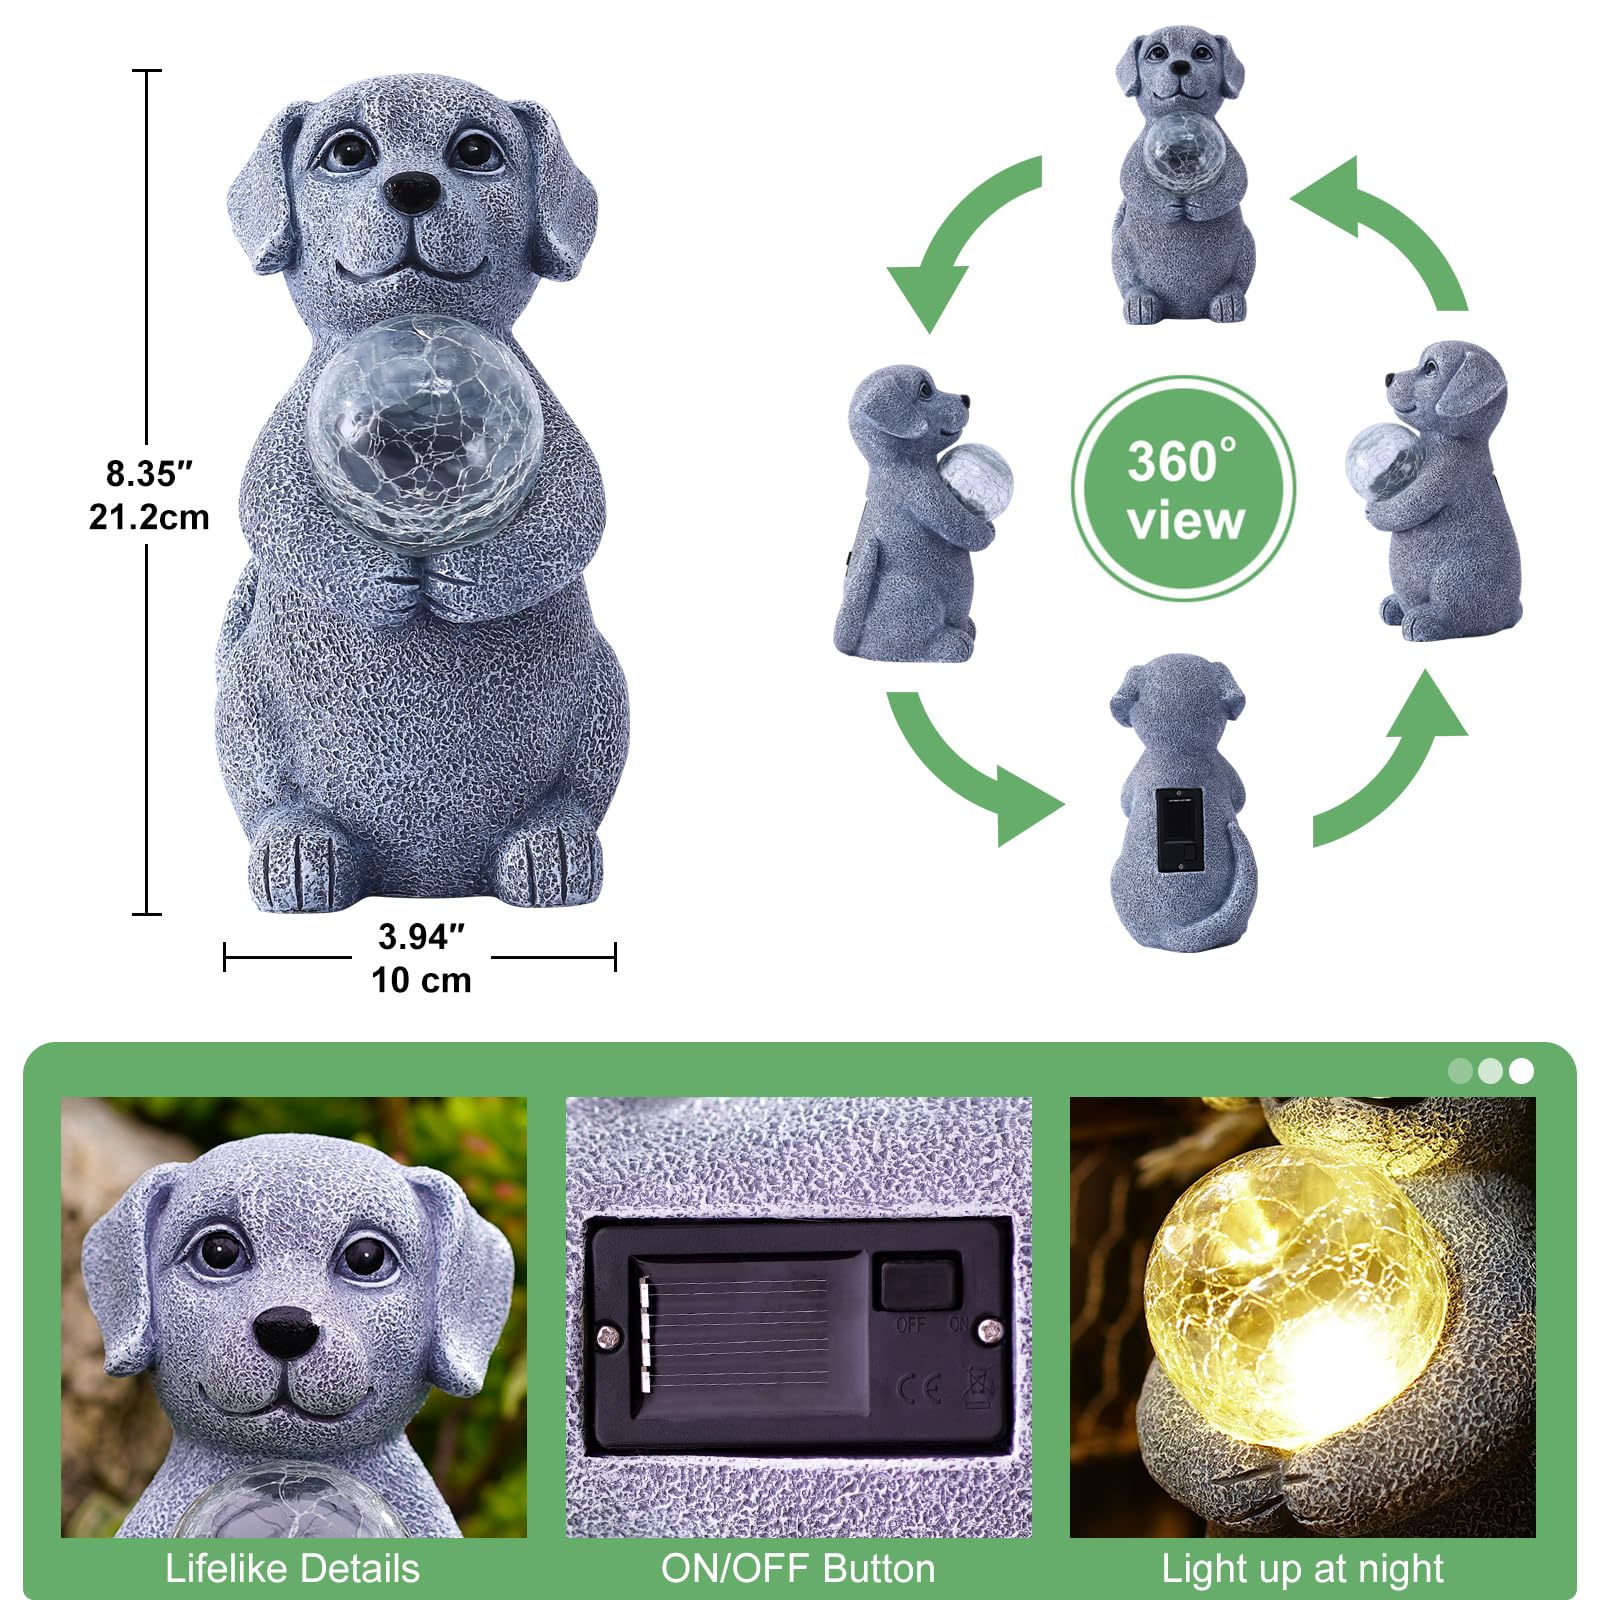 8.35"
21.2cm
3.94"
10 cm
360°
view
OFF ON
CE
Lifelike Details
ON/OFF Button
Light up at night